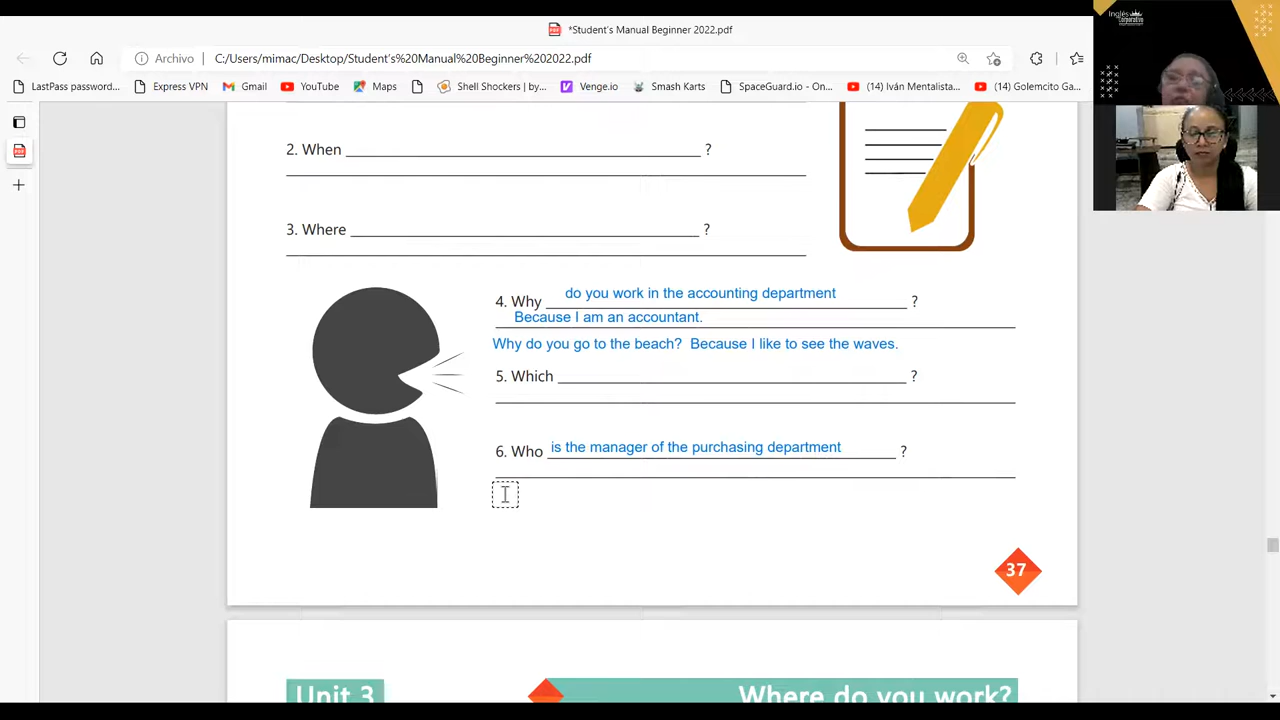 *Student's Manual Beginner 2022.pdf
Archivo
C:/Users/mimac/Desktop/Student's%20Manual%20Beginner%202022.pdf
LastPass password...
Express VPN
Gmail
YouTube
Maps
Shell Shockers | by...
Venge.io
Smash Karts
SpaceGuard.io - On...
(14) Iván Mentalista...
(14) Golemcito Ga...
Inglés
Corporativo
2. When ?
3. Where ?
4. Why do you work in the accounting department ?
Because I am an accountant.
Why do you go to the beach? Because I like to see the waves.
5. Which ?
6. Who is the manager of the purchasing department ?
37
Unit 3
Where do you work?